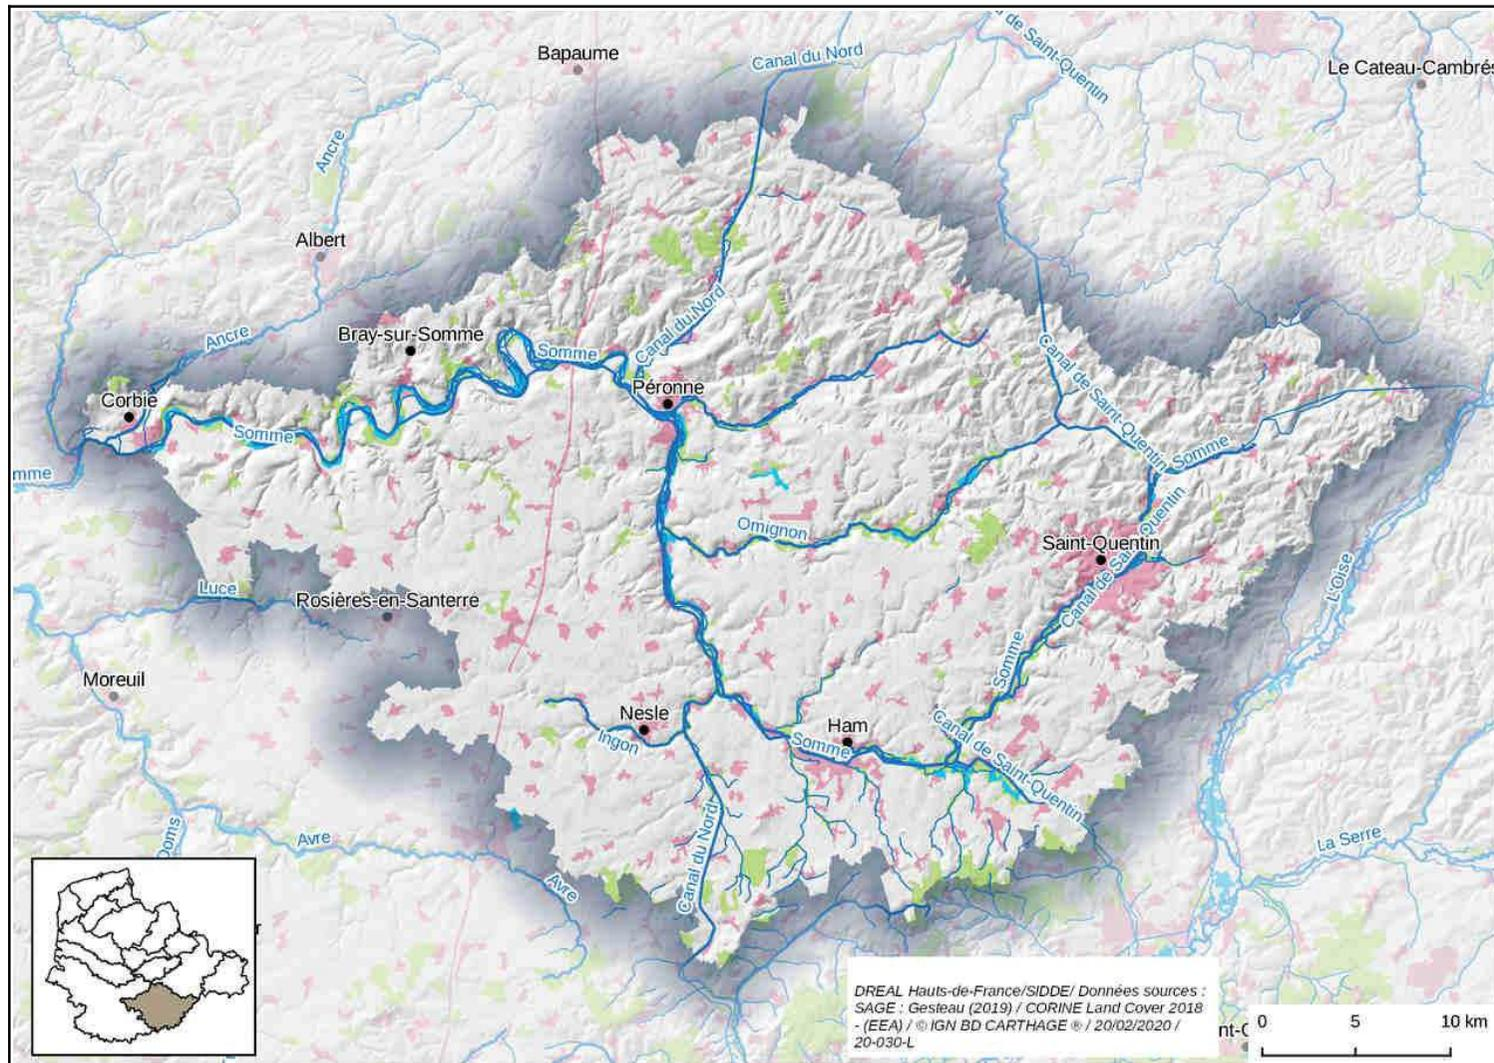 Bapaume
Canal du Nord
de Saint-Quentin
Le Cateau-Cambrés
Ancre
Albert
Ancre
Bray-sur-Somme
Somme
Canal du Nord
Péronne
Corbie
Somme
Canal de Saint-Quentin
Somme
mme
Omignon
Saint-Quentin
Canal de Saint-Quentin
L'Oise
Luce
Rosières-en-Santerre
Moreuil
Somme
Nesle
Ingon
Ham
Somme
Canal de Saint-Quentin
Canal du Nord
Doms
Avre
Avre
La Serre
DREAL Hauts-de-France/SIDDE/ Données sources :
SAGE : Gesteau (2019) / CORINE Land Cover 2018
- (EEA) / © IGN BD CARTHAGE ® / 20/02/2020 /
20-030-L
0 5 10 km